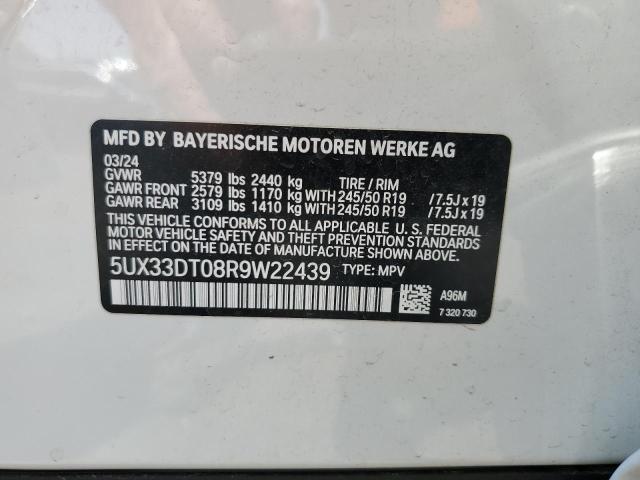 MFD BY BAYERISCHE MOTOREN WERKE AG
03/24
GVWR 5379 lbs 2440 kg TIRE / RIM
GAWR FRONT 2579 lbs 1170 kg WITH 245/50 R19 /7.5J x 19
GAWR REAR 3109 lbs 1410 kg WITH 245/50 R19 /7.5J x 19
THIS VEHICLE CONFORMS TO ALL APPLICABLE U. S. FEDERAL
MOTOR VEHICLE SAFETY, BUMPER, AND THEFT PREVENTION
STANDARDS IN EFFECT ON THE DATE OF MANUFACTURE SHOWN ABOVE.
5UX33DT08R9W22439 TYPE: MPV
A96M
7 320 730